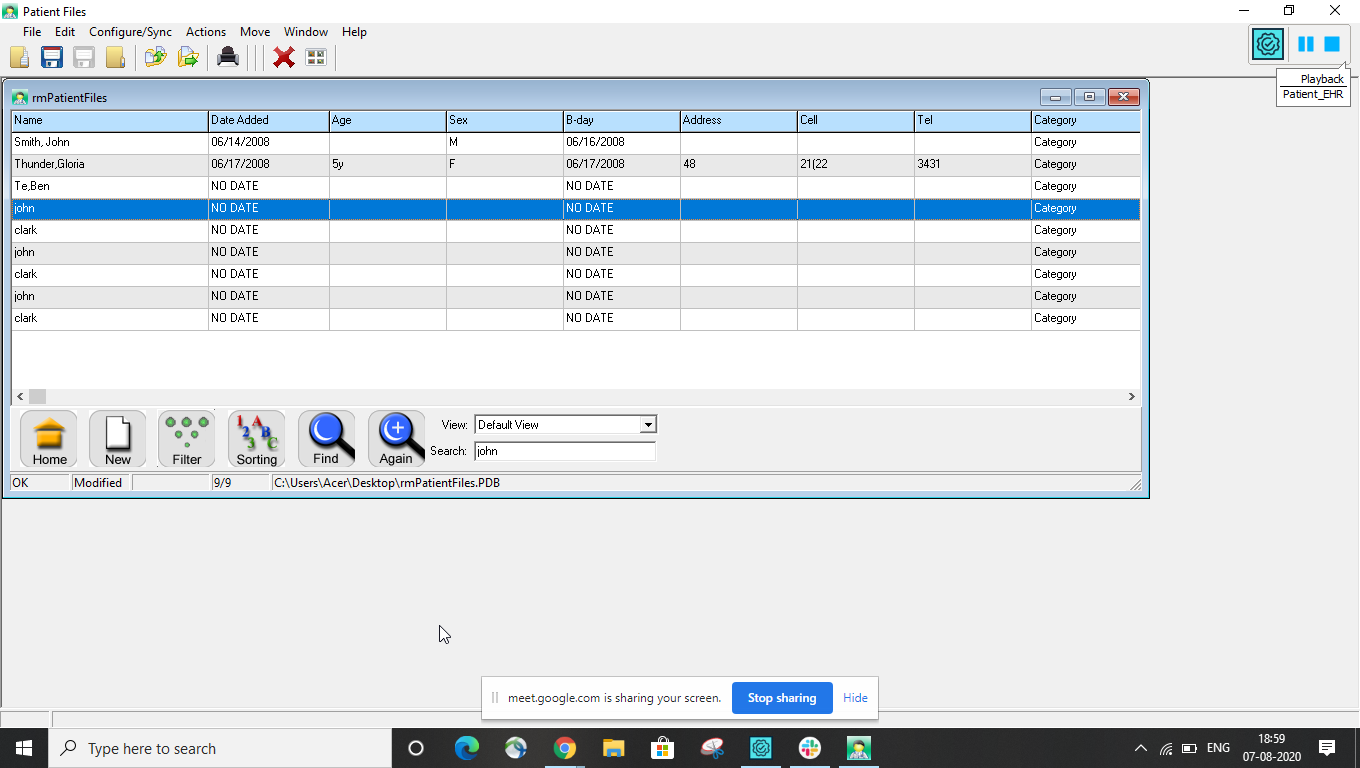 Patient Files
File Edit Configure/Sync Actions Move Window Help
Playback
Patient_EHR
rmPatientFiles
Name Date Added Age Sex B-day Address Cell Tel Category
Smith, John 06/14/2008 M 06/16/2008 Category
Thunder,Gloria 06/17/2008 5y F 06/17/2008 48 21(22 3431 Category
Te,Ben NO DATE NO DATE Category
john NO DATE NO DATE Category
clark NO DATE NO DATE Category
john NO DATE NO DATE Category
clark NO DATE NO DATE Category
john NO DATE NO DATE Category
clark NO DATE NO DATE Category
Home New Filter Sorting Find Again
View: Default View
Search: john
OK Modified 9/9 C:\Users\Acer\Desktop\rmPatientFiles.PDB
meet.google.com is sharing your screen. Stop sharing Hide
Type here to search
ENG
18:59
07-08-2020